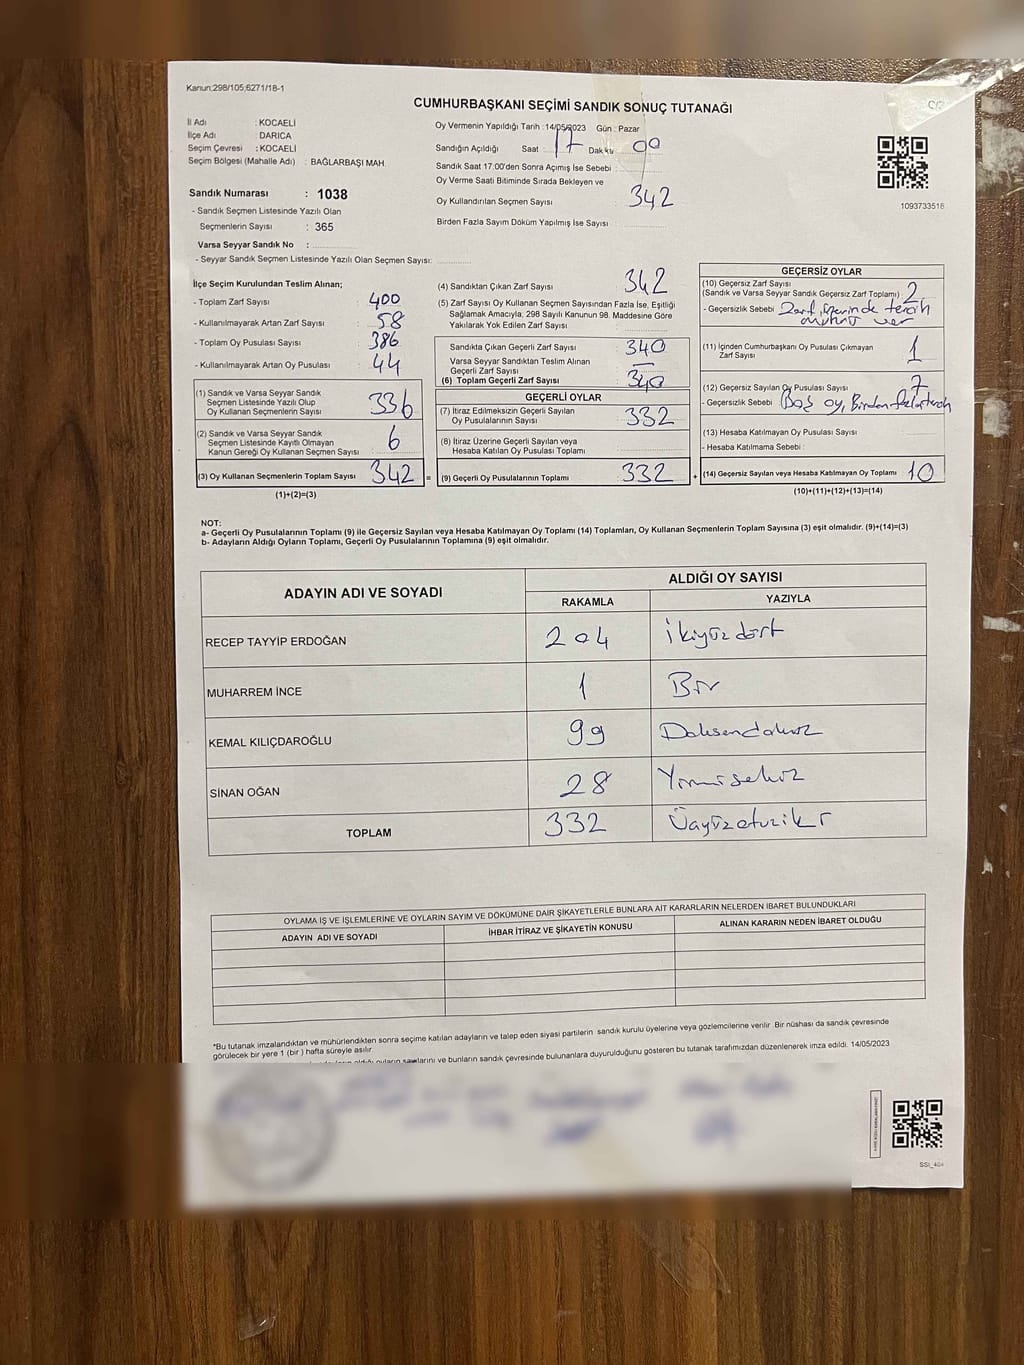 Kanun;298/105;6271/18-1
CUMHURBAŞKANI SEÇİMİ SANDIK SONUÇ TUTANAĞI
İl Adı : KOCAELİ
İlçe Adı : DARICA
Seçim Çevresi : KOCAELİ
Seçim Bölgesi (Mahalle Adı) : BAĞLARBAŞI MAH.
Sandık Numarası : 1038
- Sandık Seçmen Listesinde Yazılı Olan
Seçmenlerin Sayısı : 365
Varsa Seyyar Sandık No :
- Seyyar Sandık Seçmen Listesinde Yazılı Olan Seçmen Sayısı:
Oy Vermenin Yapıldığı Tarih :14/05/2023 Gün : Pazar
Sandığın Açıldığı Saat : 17 Dakika 00
Sandık Saat 17:00'den Sonra Açılmış İse Sebebi :
Oy Verme Saati Bitiminde Sırada Bekleyen ve
Oy Kullandırılan Seçmen Sayısı : 342
Birden Fazla Sayım Döküm Yapılmış İse Sayısı :
1093733518
İlçe Seçim Kurulundan Teslim Alınan;
- Toplam Zarf Sayısı : 400
- Kullanılmayarak Artan Zarf Sayısı : 58
- Toplam Oy Pusulası Sayısı : 386
- Kullanılmayarak Artan Oy Pusulası : 44
(1) Sandık ve Varsa Seyyar Sandık
Seçmen Listesinde Yazılı Olup
Oy Kullanan Seçmenlerin Sayısı : 336
(2) Sandık ve Varsa Seyyar Sandık
Seçmen Listesinde Kayıtlı Olmayan
Kanun Gereği Oy Kullanan Seçmen Sayısı 6
(3) Oy Kullanan Seçmenlerin Toplam Sayısı 342 =
(1)+(2)=(3)
(4) Sandıktan Çıkan Zarf Sayısı : 342
(5) Zarf Sayısı Oy Kullanan Seçmen Sayısından Fazla İse, Eşitliği
Sağlamak Amacıyla, 298 Sayılı Kanunun 98. Maddesine Göre
Yakılarak Yok Edilen Zarf Sayısı :
Sandıkta Çıkan Geçerli Zarf Sayısı : 340
Varsa Seyyar Sandıktan Teslim Alınan
Geçerli Zarf Sayısı : —
(6) Toplam Geçerli Zarf Sayısı : 340
GEÇERLİ OYLAR
(7) İtiraz Edilmeksizin Geçerli Sayılan
Oy Pusulasının Sayısı : 332
(8) İtiraz Üzerine Geçerli Sayılan veya
Hesaba Katılan Oy Pusulası Toplamı :
(9) Geçerli Oy Pusulalarının Toplamı : 332 +
GEÇERSİZ OYLAR
(10) Geçersiz Zarf Sayısı
(Sandık ve Varsa Seyyar Sandık Geçersiz Zarf Toplamı) 2
- Geçersizlik Sebebi : Zarf üzerinde tercih
mührü var
(11) İçinden Cumhurbaşkanı Oy Pusulası Çıkmayan
Zarf Sayısı : 1
(12) Geçersiz Sayılan Oy Pusulası Sayısı : 7
- Geçersizlik Sebebi : Boş oy, Birden fazla tercih
(13) Hesaba Katılmayan Oy Pusulası Sayısı :
- Hesaba Katılmama Sebebi :
(14) Geçersiz Sayılan veya Hesaba Katılmayan Oy Toplamı 10
(10)+(11)+(12)+(13)=(14)
NOT:
a- Geçerli Oy Pusulalarının Toplamı (9) ile Geçersiz Sayılan veya Hesaba Katılmayan Oy Toplamı (14) Toplamları, Oy Kullanan Seçmenlerin Toplam Sayısına (3) eşit olmalıdır. (9)+(14)=(3)
b- Adayların Aldığı Oyların Toplamı, Geçerli Oy Pusulalarının Toplamına (9) eşit olmalıdır.
ADAYIN ADI VE SOYADI
ALDIĞI OY SAYISI
RAKAMLA YAZIYLA
RECEP TAYYİP ERDOĞAN 204 ikiyüzdört
MUHARREM İNCE 1 Bir
KEMAL KILIÇDAROĞLU 99 Doksandokuz
SİNAN OĞAN 28 Yirmisekiz
TOPLAM 332 Üçyüzotuziki
OYLAMA İŞ VE İŞLEMLERİNE VE OYLARIN SAYIM VE DÖKÜMÜNE DAİR ŞİKAYETLERLE BUNLARA AİT KARARLARIN NELERDEN İBARET BULUNDUKLARI
ADAYIN ADI VE SOYADI İHBAR İTİRAZ VE ŞİKAYETİN KONUSU ALINAN KARARIN NEDEN İBARET OLDUĞU
*Bu tutanak imzalandıktan ve mühürlendikten sonra seçime katılan adayların ve talep eden siyasi partilerin sandık kurulu üyelerine veya gözlemcilerine verilir .Bir nüshası da sandık çevresinde
görülecek bir yere 1 (bir ) hafta süreyle asılır.
oyların sayılarını ve bunların sandık çevresinde bulunanlara duyurulduğunu gösteren bu tutanak tarafımızdan düzenlenerek imza edildi. 14/05/2023